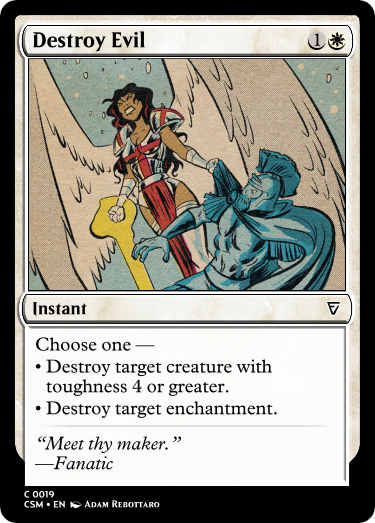 Destroy Evil 1
Instant
Choose one —
• Destroy target creature with
toughness 4 or greater.
• Destroy target enchantment.
“Meet thy maker.”
—Fanatic
C 0019
CSM • EN Adam Rebottaro